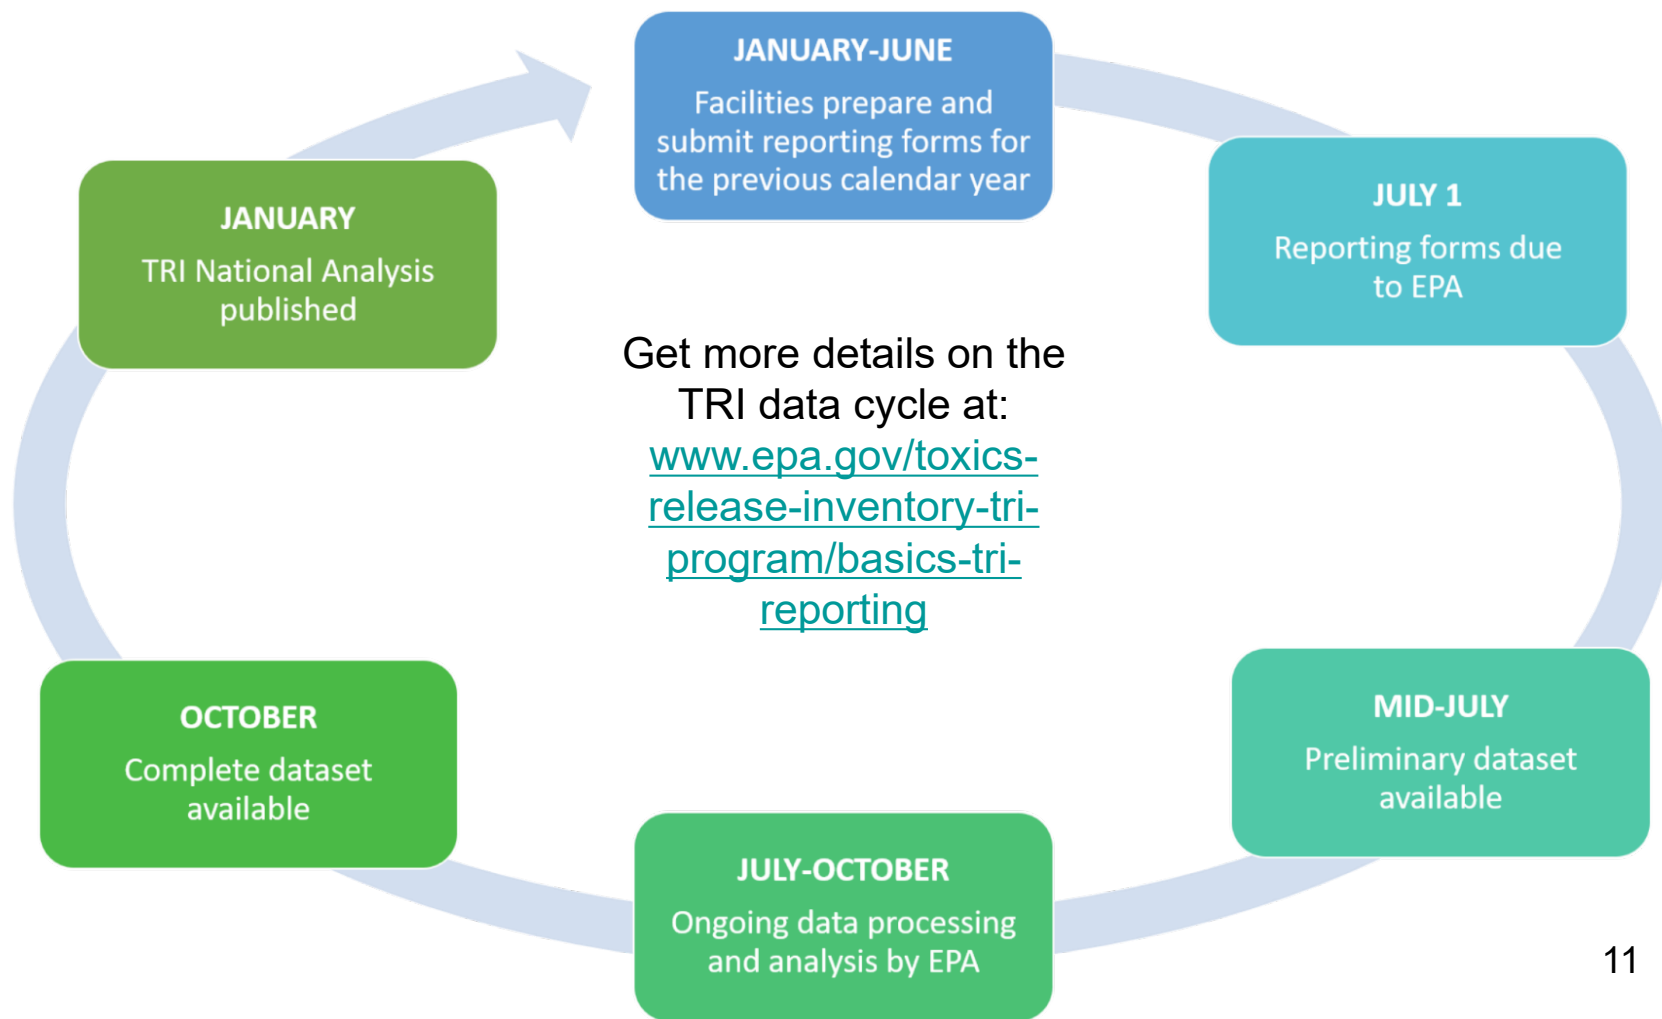 JANUARY-JUNE
Facilities prepare and
submit reporting forms for
the previous calendar year
JULY 1
Reporting forms due
to EPA
MID-JULY
Preliminary dataset
available
JULY-OCTOBER
Ongoing data processing
and analysis by EPA
OCTOBER
Complete dataset
available
JANUARY
TRI National Analysis
published
Get more details on the
TRI data cycle at:
www.epa.gov/toxics-
release-inventory-tri-
program/basics-tri-
reporting
11